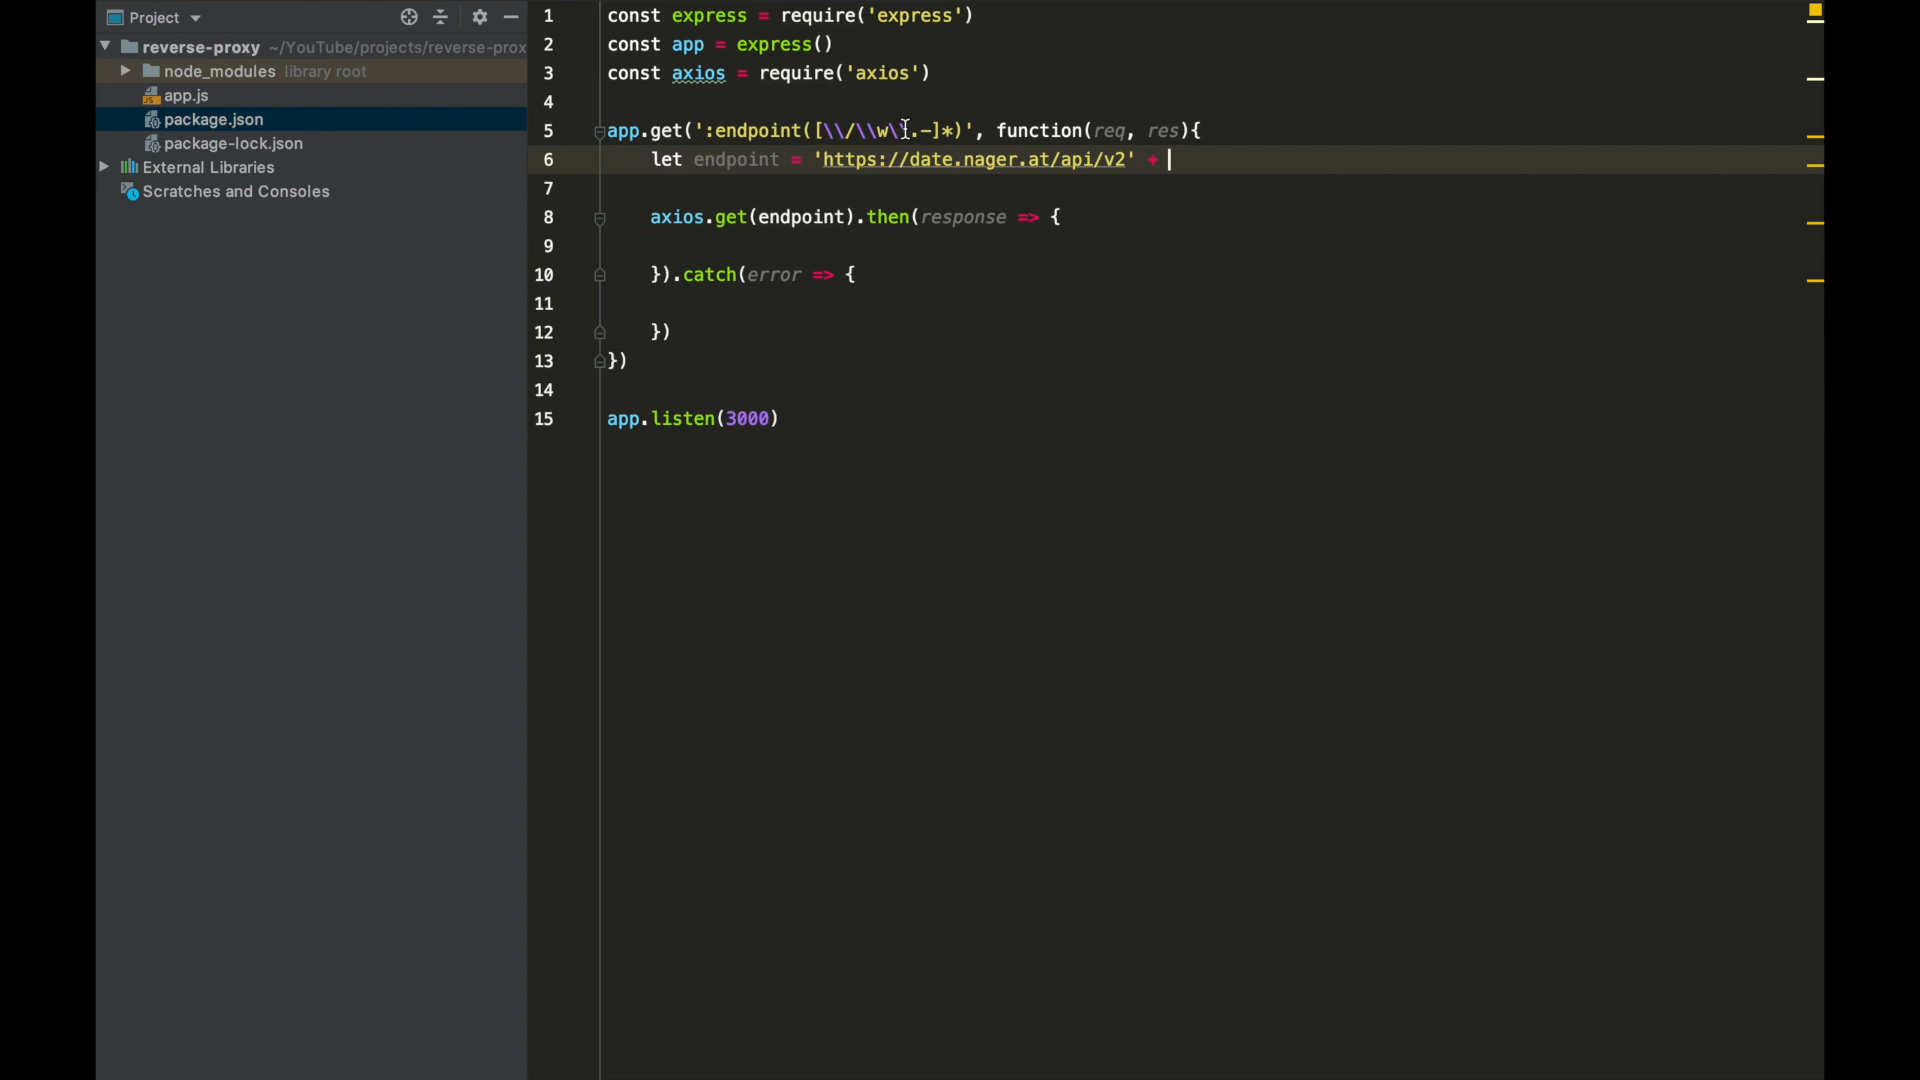 Project
reverse-proxy ~/YouTube/projects/reverse-prox
node_modules library root
app.js
package.json
package-lock.json
External Libraries
Scratches and Consoles
1 const express = require('express')
2 const app = express()
3 const axios = require('axios')
4
5 app.get(':endpoint([\\/\\w\\.-]*)', function(req, res){
6 let endpoint = 'https://date.nager.at/api/v2' +
7
8 axios.get(endpoint).then(response => {
9
10 }).catch(error => {
11
12 })
13 })
14
15 app.listen(3000)